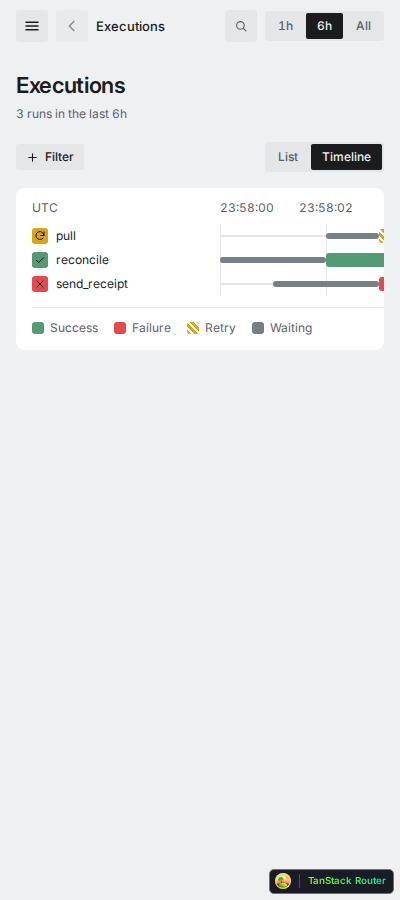 Executions
1h 6h All
Executions
3 runs in the last 6h
Filter
List Timeline
UTC 23:58:00 23:58:02
pull
reconcile
send_receipt
Success Failure Retry Waiting
TanStack Router